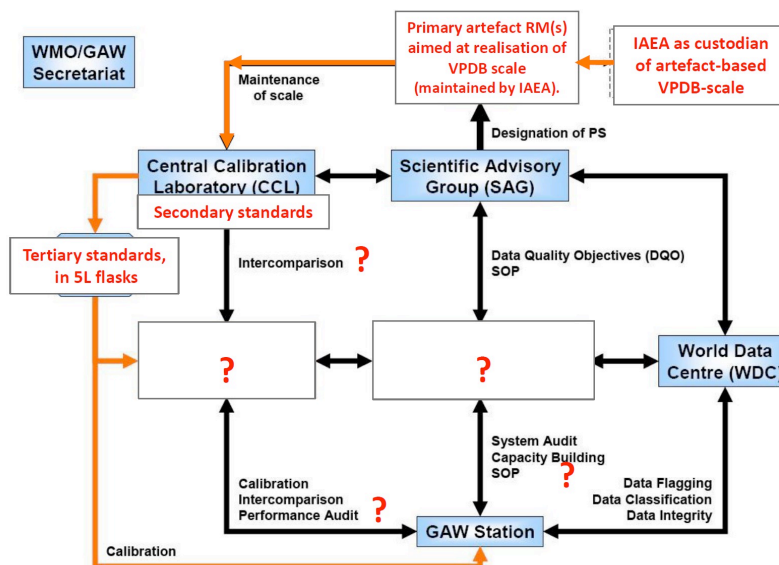 WMO/GAW
Secretariat
Primary artefact RM(s)
aimed at realisation of
VPDB scale
(maintained by IAEA).
IAEA as custodian
of artefact-based
VPDB-scale
Maintenance
of scale
Designation of PS
Central Calibration
Laboratory (CCL)
Secondary standards
Scientific Advisory
Group (SAG)
Tertiary standards,
in 5L flasks
Intercomparison ?
Data Quality Objectives (DQO)
SOP
?
?
World Data
Centre (WDC)
System Audit
Capacity Building
SOP ?
Calibration
Intercomparison
Performance Audit ?
Data Flagging
Data Classification
Data Integrity
GAW Station
Calibration